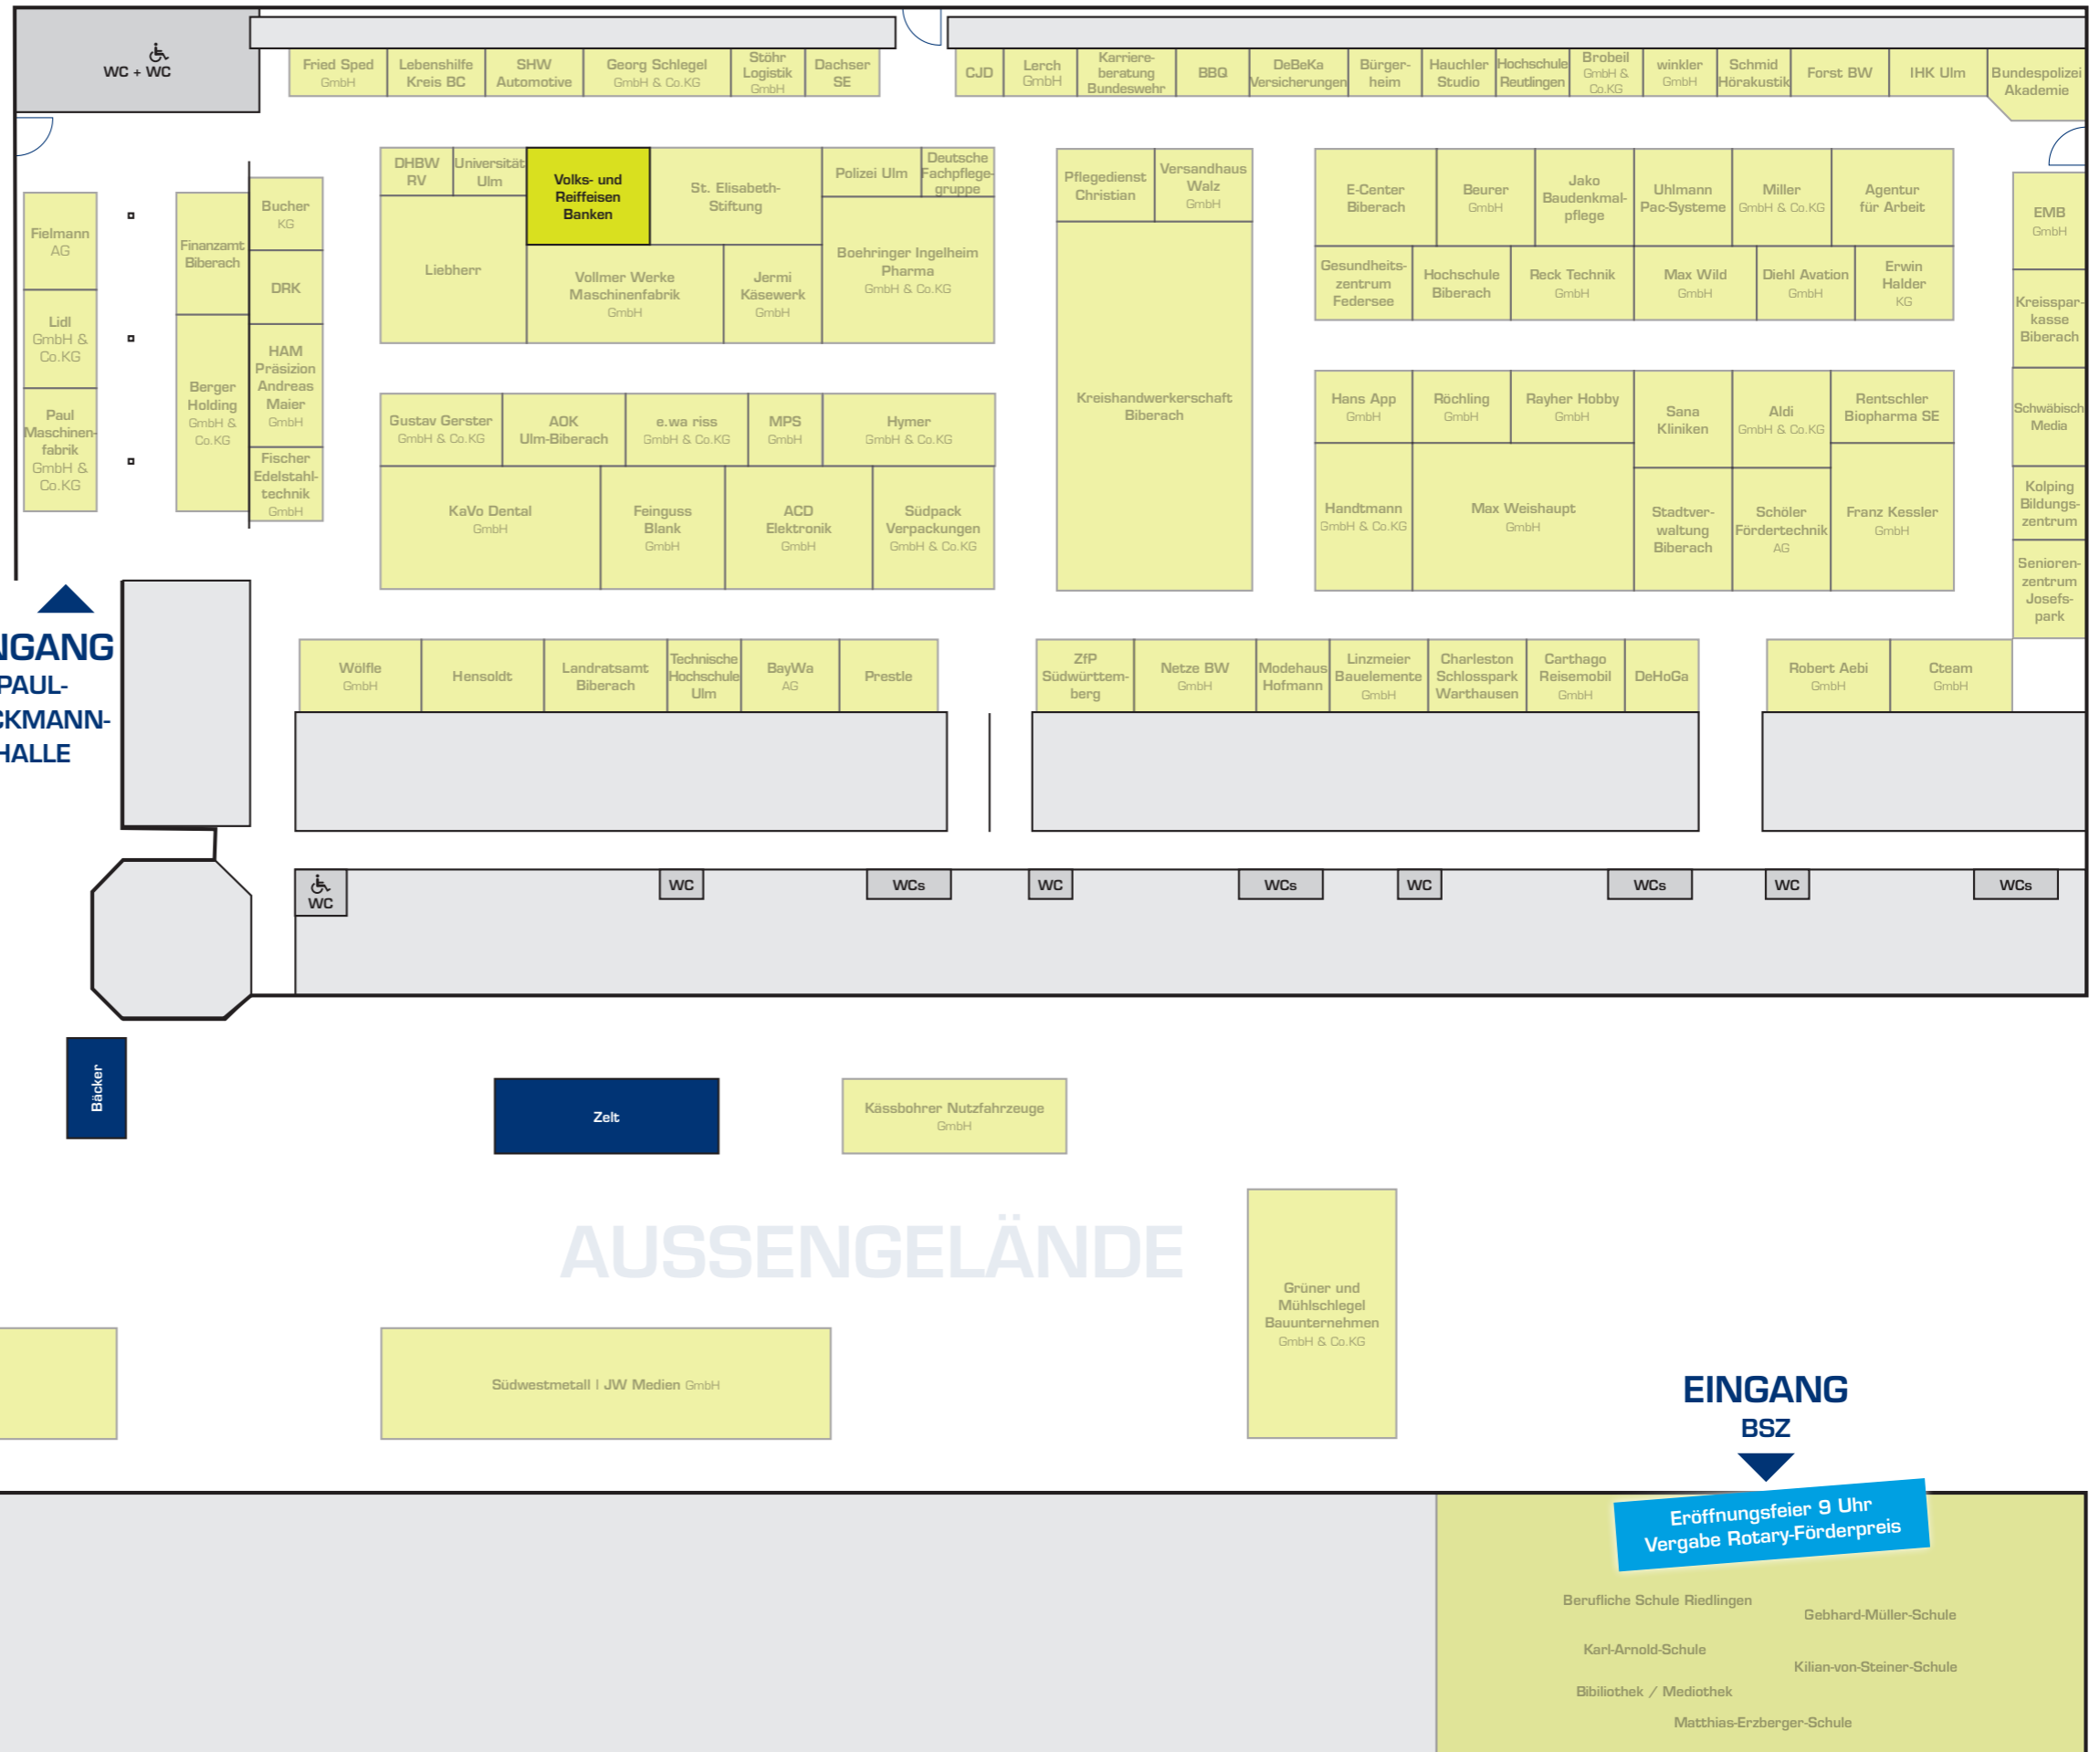 WC + WC
Fried Sped
GmbH
Lebenshilfe
Kreis BC
SHW
Automotive
Georg Schlegel
GmbH & Co.KG
Stöhr
Logistik
GmbH
Dachser
SE
CJD
Lerch
GmbH
Karriere-
beratung
Bundeswehr
BBQ
DeBeKa
Versicherungen
Bürger-
heim
Hauchler
Studio
Hochschule
Reutlingen
Brobeil
GmbH &
Co.KG
winkler
GmbH
Schmid
Hörakustik
Forst BW
IHK Ulm
Bundespolizei
Akademie
Fielmann
AG
Lidl
GmbH &
Co.KG
Paul
Maschinen-
fabrik
GmbH &
Co.KG
Finanzamt
Biberach
Berger
Holding
GmbH &
Co.KG
Bucher
KG
DRK
HAM
Präsizion
Andreas
Maier
GmbH
Fischer
Edelstahl-
technik
GmbH
DHBW
RV
Universität
Ulm
Volks- und
Reiffeisen
Banken
St. Elisabeth-
Stiftung
Polizei Ulm
Deutsche
Fachpflege-
gruppe
Liebherr
Vollmer Werke
Maschinenfabrik
GmbH
Jermi
Käsewerk
GmbH
Boehringer Ingelheim
Pharma
GmbH & Co.KG
Gustav Gerster
GmbH & Co.KG
AOK
Ulm-Biberach
e.wa riss
GmbH & Co.KG
MPS
GmbH
Hymer
GmbH & Co.KG
KaVo Dental
GmbH
Feinguss
Blank
GmbH
ACD
Elektronik
GmbH
Südpack
Verpackungen
GmbH & Co.KG
Pflegedienst
Christian
Versandhaus
Walz
GmbH
Kreishandwerkerschaft
Biberach
E-Center
Biberach
Beurer
GmbH
Jako
Baudenkmal-
pflege
Uhlmann
Pac-Systeme
Miller
GmbH & Co.KG
Agentur
für Arbeit
Gesundheits-
zentrum
Federsee
Hochschule
Biberach
Reck Technik
GmbH
Max Wild
GmbH
Diehl Avation
GmbH
Erwin
Halder
KG
Hans App
GmbH
Röchling
GmbH
Rayher Hobby
GmbH
Sana
Kliniken
Aldi
GmbH & Co.KG
Rentschler
Biopharma SE
Handtmann
GmbH & Co.KG
Max Weishaupt
GmbH
Stadtver-
waltung
Biberach
Schöler
Fördertechnik
AG
Franz Kessler
GmbH
EMB
GmbH
Kreisspar-
kasse
Biberach
Schwäbisch
Media
Kolping
Bildungs-
zentrum
Senioren-
zentrum
Josefs-
park
NGANG
PAUL-
CKMANN-
HALLE
Wölfle
GmbH
Hensoldt
Landratsamt
Biberach
Technische
Hochschule
Ulm
BayWa
AG
Prestle
ZfP
Südwürttem-
berg
Netze BW
GmbH
Modehaus
Hofmann
Linzmeier
Bauelemente
GmbH
Charleston
Schlosspark
Warthausen
Carthago
Reisemobil
GmbH
DeHoGa
Robert Aebi
GmbH
Cteam
GmbH
WC
WC
WCs
WC
WCs
WC
WCs
WC
WCs
Bäcker
Zelt
Kässbohrer Nutzfahrzeuge
GmbH
AUSSENGELÄNDE
Grüner und
Mühlschlegel
Bauunternehmen
GmbH & Co.KG
Südwestmetall | JW Medien GmbH
EINGANG
BSZ
Eröffnungsfeier 9 Uhr
Vergabe Rotary-Förderpreis
Berufliche Schule Riedlingen
Gebhard-Müller-Schule
Karl-Arnold-Schule
Kilian-von-Steiner-Schule
Bibiliothek / Mediothek
Matthias-Erzberger-Schule